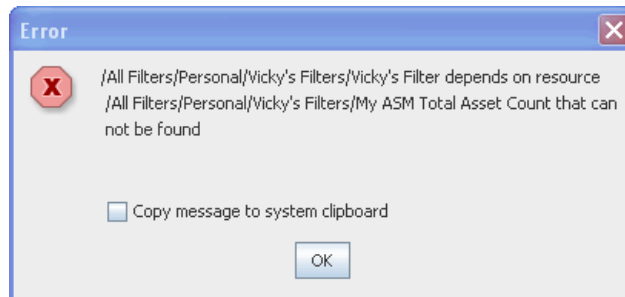 Error
/All Filters/Personal/Vicky's Filters/Vicky's Filter depends on resource
/All Filters/Personal/Vicky's Filters/My ASM Total Asset Count that can
not be found
Copy message to system clipboard
OK